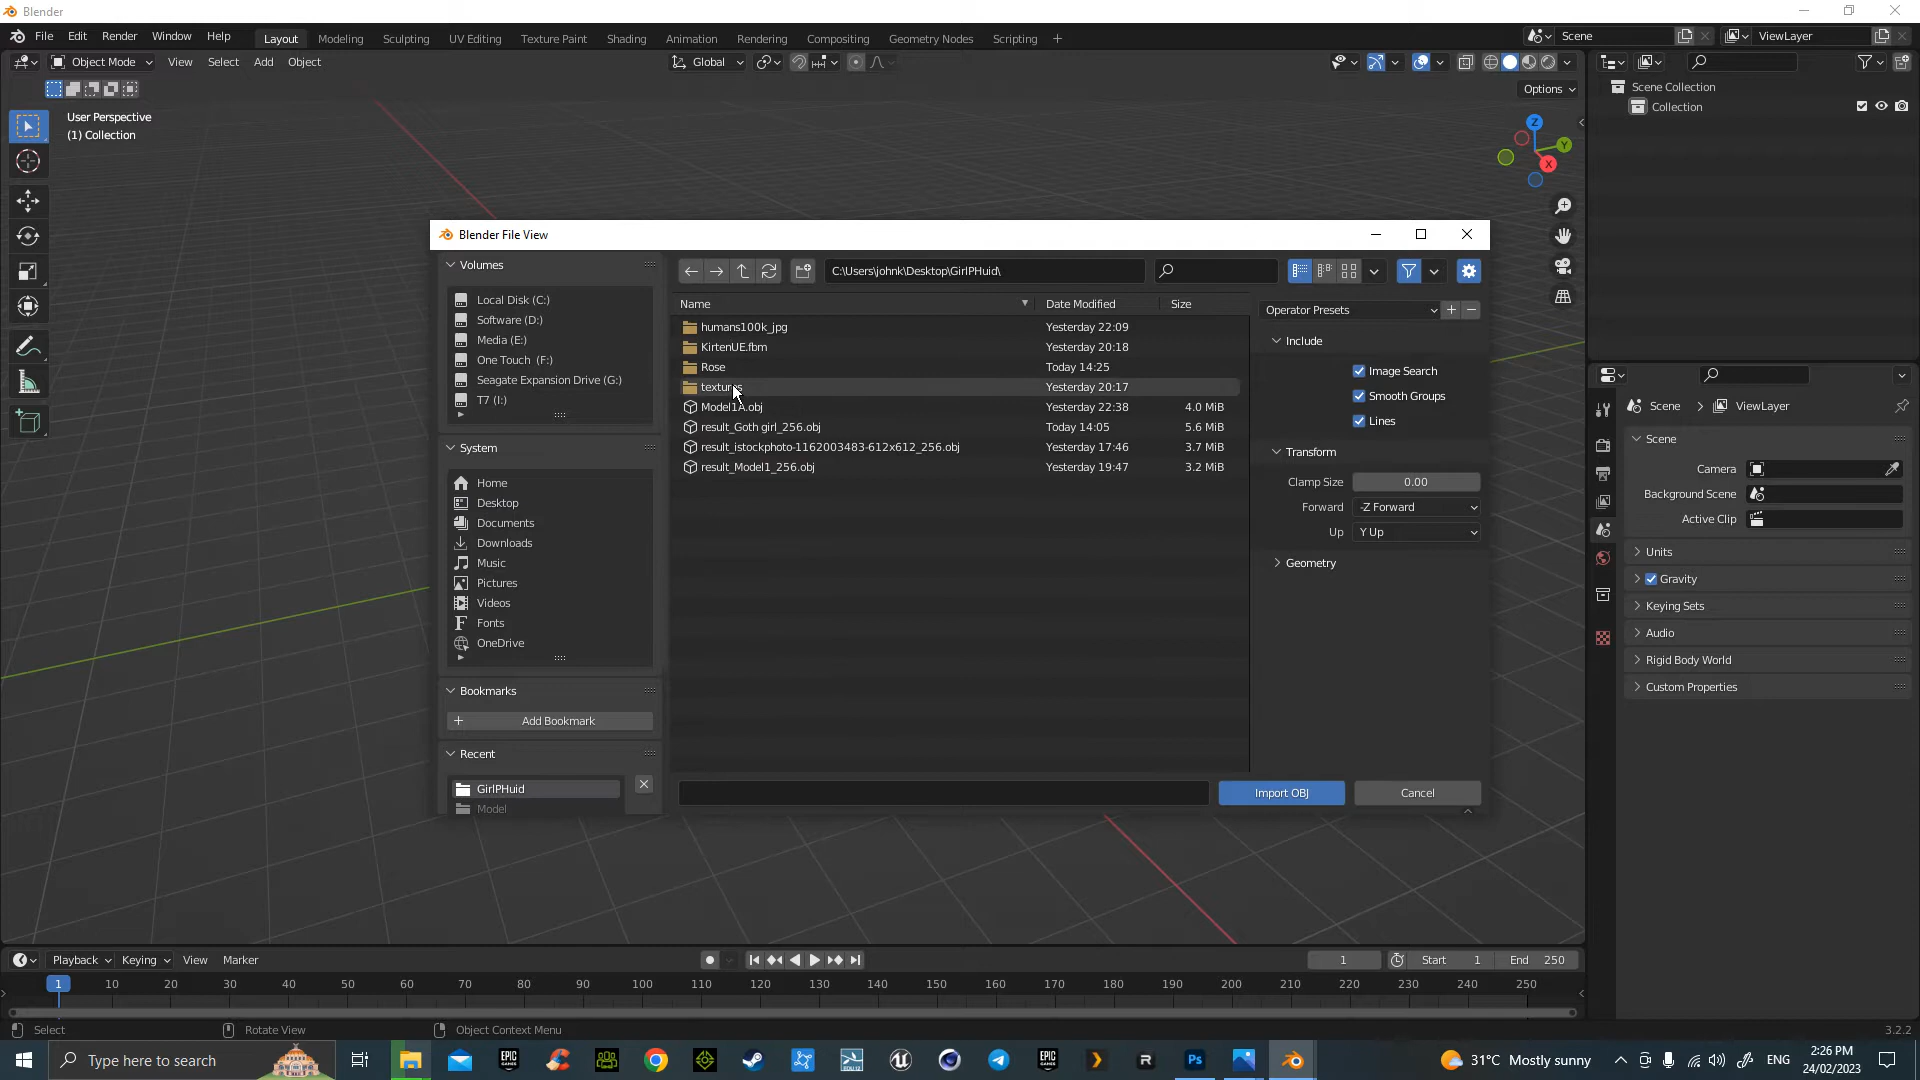 Blender
File Edit Render Window Help Layout Modeling Sculpting UV Editing Texture Paint Shading Animation Rendering Compositing Geometry Nodes Scripting + Scene ViewLayer
Object Mode View Select Add Object Global
Options
User Perspective
(1) Collection
Z
Y
X
Scene Collection
Collection
Blender File View
Volumes
Local Disk (C:)
Software (D:)
Media (E:)
One Touch (F:)
Seagate Expansion Drive (G:)
T7 (I:)
System
Home
Desktop
Documents
Downloads
Music
Pictures
Videos
Fonts
OneDrive
Bookmarks
+ Add Bookmark
Recent
GirlPHuid
Model
C:\Users\johnk\Desktop\GirlPHuid\
Name Date Modified Size
humans100k_jpg Yesterday 22:09
KirtenUE.fbm Yesterday 20:18
Rose Today 14:25
textures Yesterday 20:17
Model1A.obj Yesterday 22:38 4.0 MiB
result_Goth girl_256.obj Today 14:05 5.6 MiB
result_istockphoto-1162003483-612x612_256.obj Yesterday 17:46 3.7 MiB
result_Model1_256.obj Yesterday 19:47 3.2 MiB
Operator Presets + −
Include
Image Search
Smooth Groups
Lines
Transform
Clamp Size 0.00
Forward -Z Forward
Up Y Up
Geometry
Import OBJ Cancel
Scene > ViewLayer
Scene
Camera
Background Scene
Active Clip
Units
Gravity
Keying Sets
Audio
Rigid Body World
Custom Properties
Playback Keying View Marker 1 Start 1 End 250
1 10 20 30 40 50 60 70 80 90 100 110 120 130 140 150 160 170 180 190 200 210 220 230 240 250
Select Rotate View Object Context Menu 3.2.2
Type here to search EPIC GAMES EPIC GAMES R Ps 31°C Mostly sunny ENG 2:26 PM
24/02/2023